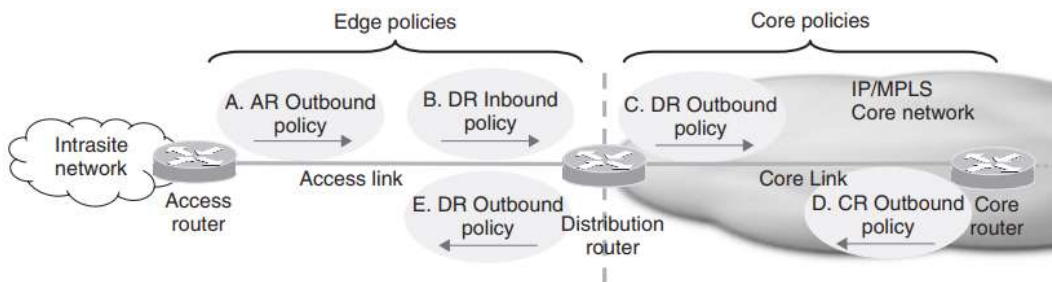 Edge policies
Core policies
A. AR Outbound
policy
B. DR Inbound
policy
C. DR Outbound
policy
IP/MPLS
Core network
Intrasite
network
Access link
Core Link
Access
router
E. DR Outbound
policy
Distribution
router
D. CR Outbound
policy
Core
router